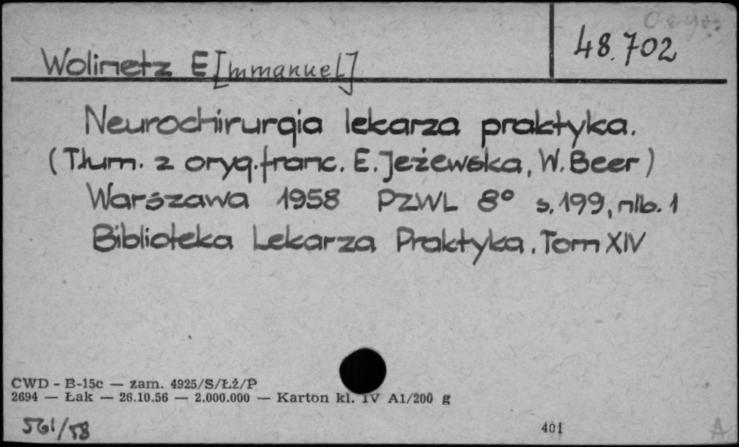 48.702
Wolinetz E[mmanuel]
Neurochirurgia lekarza praktyka.
(Tłum. z oryg. franc. E. Jeżewska, W. Beer)
Warszawa 1958 PZWL 8° s. 199, nlb. 1
Biblioteka Lekarza Praktyka. Tom XIV
CWD - B-15c — zam. 4925/S/ŁŻ/P
2694 — Łak — 26.10.56 — 2.000.000 — Karton kl. IV A1/200 g
561/58
401
A